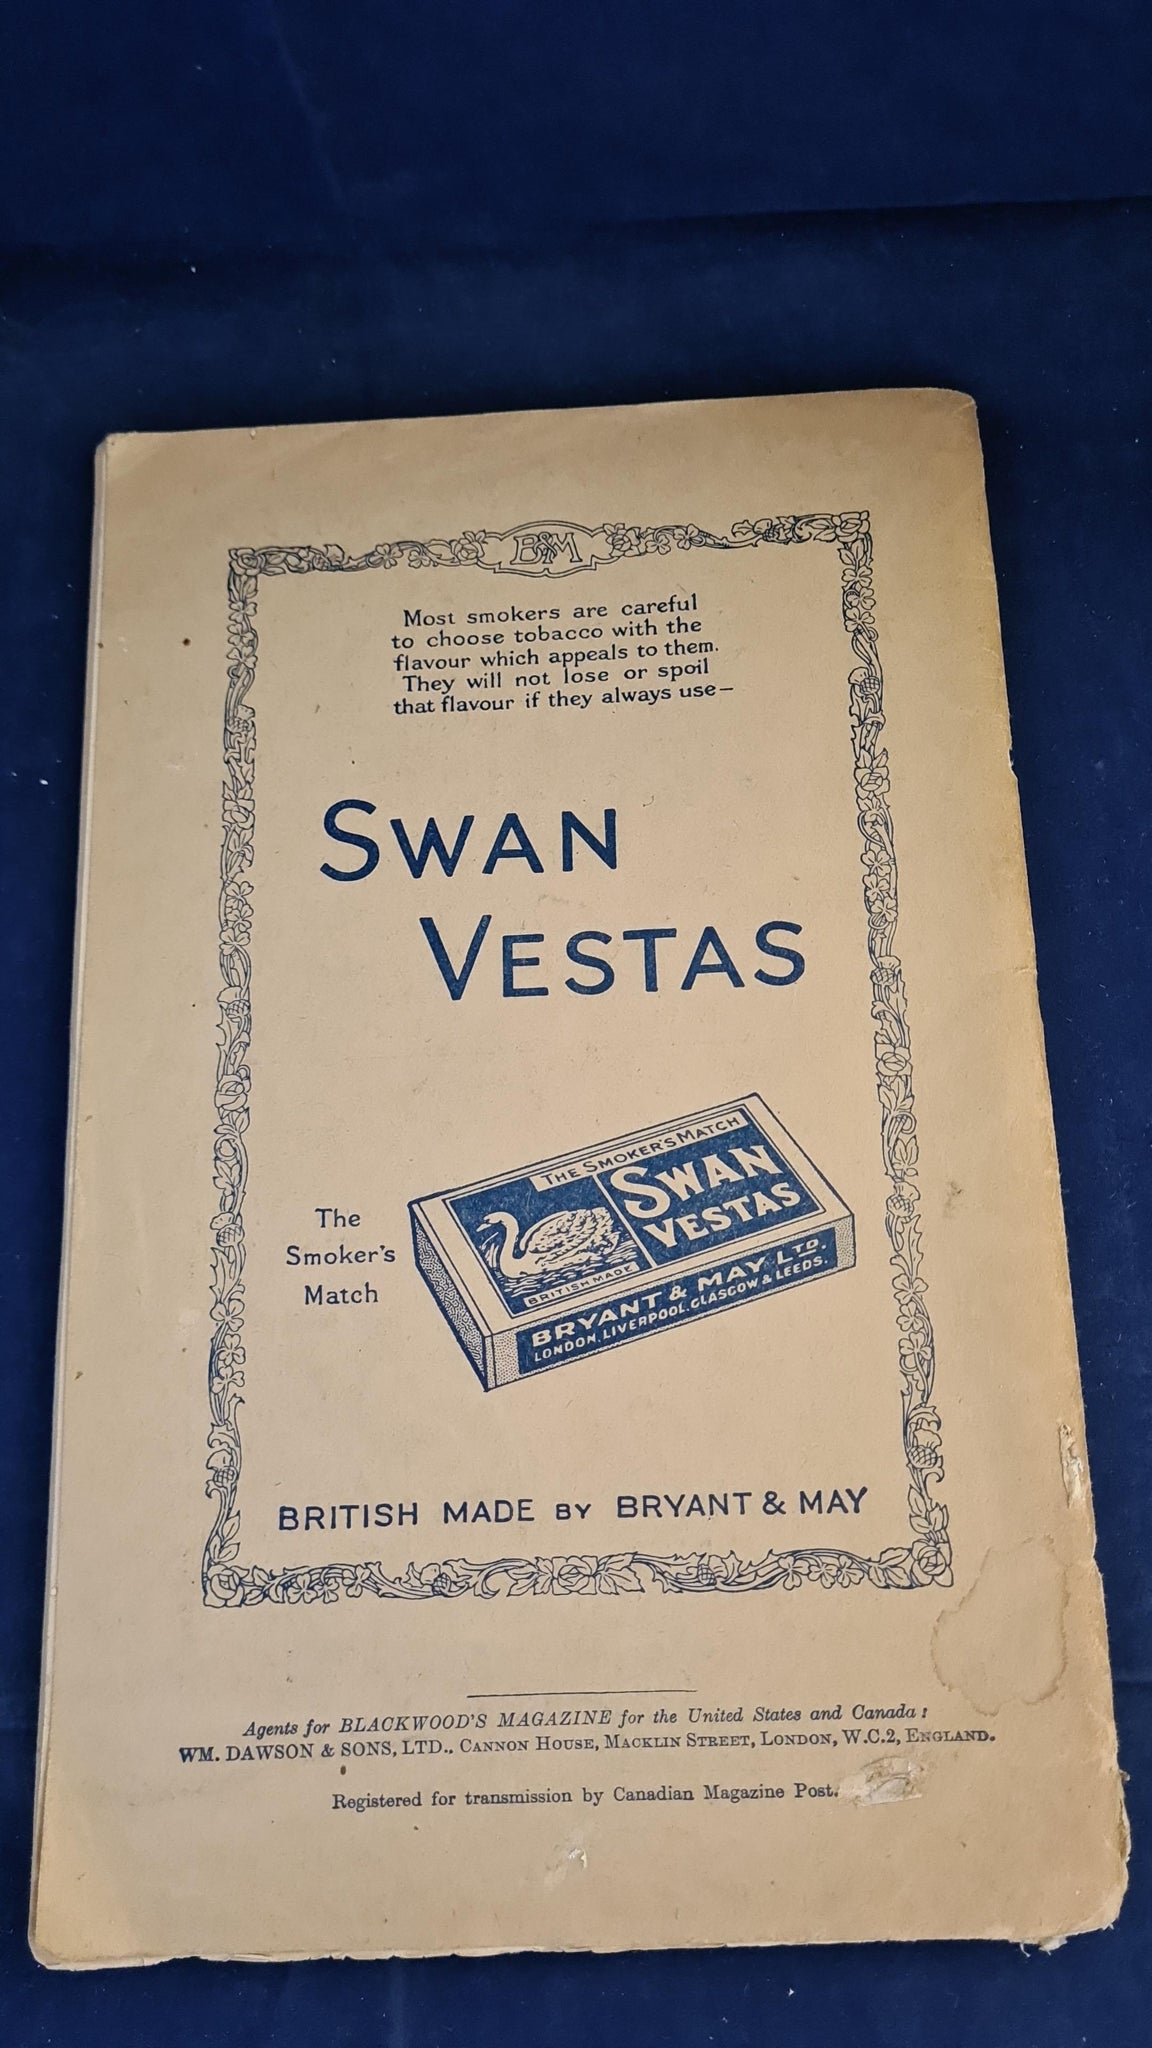 B&M
Most smokers are careful
to choose tobacco with the
flavour which appeals to them.
They will not lose or spoil
that flavour if they always use—
SWAN
VESTAS
The
Smoker's
Match
THE SMOKER'S MATCH
SWAN
VESTAS
BRITISH MADE
BRYANT & MAY LTD.
LONDON. LIVERPOOL. GLASGOW & LEEDS.
BRITISH MADE BY BRYANT & MAY
Agents for BLACKWOOD'S MAGAZINE for the United States and Canada:
WM. DAWSON & SONS, LTD., CANNON HOUSE, MACKLIN STREET, LONDON, W.C.2, ENGLAND.
Registered for transmission by Canadian Magazine Post.